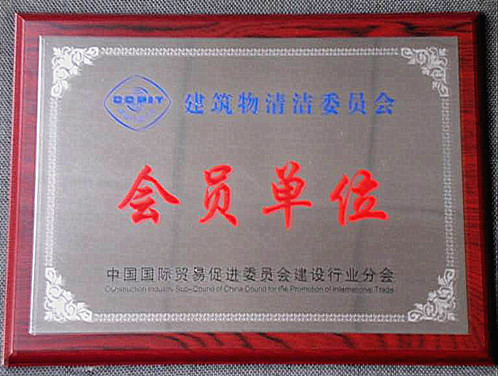 CCPIT
建筑物清洁委员会
会员单位
中国国际贸易促进委员会建设行业分会
Construction Industry Sub-Council of China Council for the Promotion of International Trade